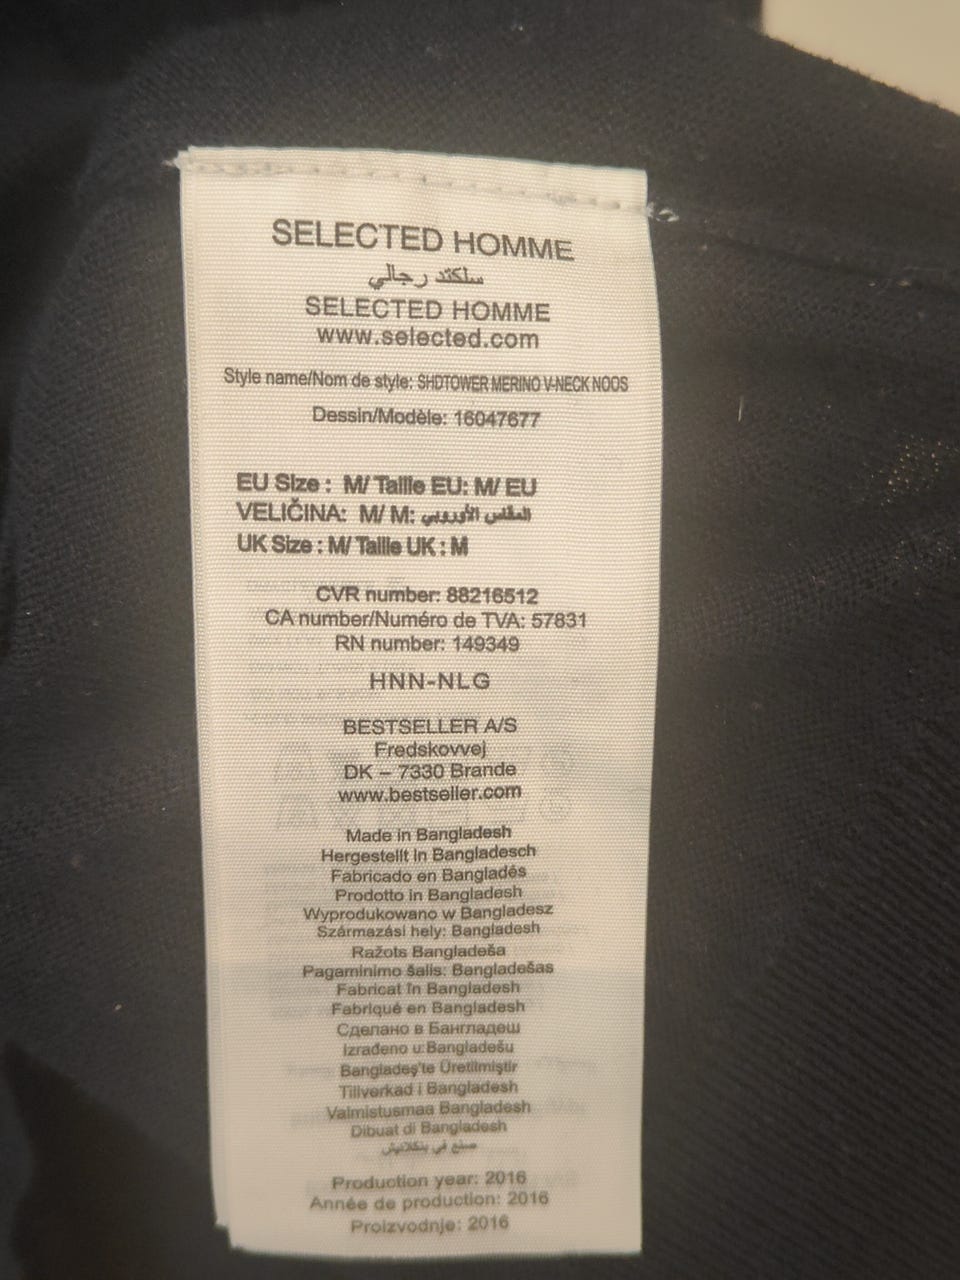 SELECTED HOMME
سلكتد رجالي
SELECTED HOMME
www.selected.com
Style name/Nom de style: SHDTOWER MERINO V-NECK NOOS
Dessin/Modèle: 16047677
EU Size : M/ Taille EU: M/ EU
VELIČINA: M/ M: المقاس الأوروبي
UK Size : M/ Taille UK : M
CVR number: 88216512
CA number/Numéro de TVA: 57831
RN number: 149349
HNN-NLG
BESTSELLER A/S
Fredskovvej
DK – 7330 Brande
www.bestseller.com
Made in Bangladesh
Hergestellt in Bangladesch
Fabricado en Bangladés
Prodotto in Bangladesh
Wyprodukowano w Bangladesz
Származási hely: Bangladesh
Ražots Bangladeša
Pagaminimo šalis: Bangladešas
Fabricat în Bangladesh
Fabriqué en Bangladesh
Сделано в Бангладеш
Izrađeno u:Bangladešu
Bangladeş'te Üretilmiştir
Tillverkad i Bangladesh
Valmistusmaa Bangladesh
Dibuat di Bangladesh
صنع في بنكلاديش
Production year: 2016
Année de production: 2016
Proizvodnje: 2016